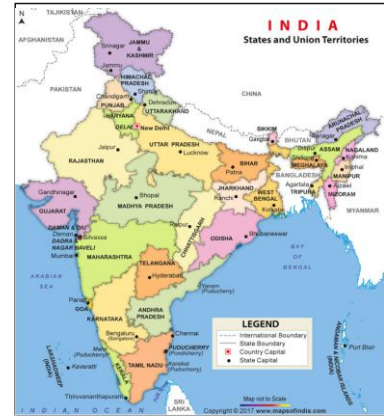 TAJIKISTAN
N
INDIA
States and Union Territories
AFGHANISTAN
JAMMU
& KASHMIR
Srinagar
Jammu
HIMACHAL
PRADESH
Shimla
PAKISTAN
Chandigarh
PUNJAB
Dehradun
UTTARAKHAND
CHINA
HARYANA
DELHI
New Delhi
ARUNACHAL
PRADESH
NEPAL
SIKKIM
BHUTAN
Gangtok
Itanagar
RAJASTHAN
Jaipur
UTTAR PRADESH
Lucknow
ASSAM
Dispur
NAGALAND
Kohima
Shillong
MEGHALAYA
Imphal
MANIPUR
BIHAR
Patna
BANGLADESH
Agartala
TRIPURA
Aizawl
MIZORAM
Gandhinagar
GUJARAT
Bhopal
MADHYA PRADESH
JHARKHAND
Ranchi
WEST
BENGAL
Kolkata
MYANMAR
DAMAN & DIU
Daman
Silvassa
DADRA
NAGAR HAVELI
Mumbai
MAHARASHTRA
Raipur
CHHATTISGARH
ODISHA
Bhubaneswar
ARABIAN
SEA
TELANGANA
Hyderabad
BAY
OF
BENGAL
Yanam
(Puducherry)
Panaji
GOA
KARNATAKA
ANDHRA
PRADESH
LEGEND
International Boundary
State Boundary
Country Capital
State Capital
Bengaluru
(Bangalore)
Chennai
Mahe
(Puducherry)
PUDUCHERRY
Puducherry
Karaikal
(Puducherry)
LAKSHADWEEP
(INDIA)
Kavaratti
KERALA
TAMIL NADU
Thiruvananthapuram
SRI
LANKA
Port Blair
ANDAMAN & NICOBAR ISLANDS
(INDIA)
INDIAN OCEAN
Map not to Scale
Copyright © 2017 www.mapsofindia.com